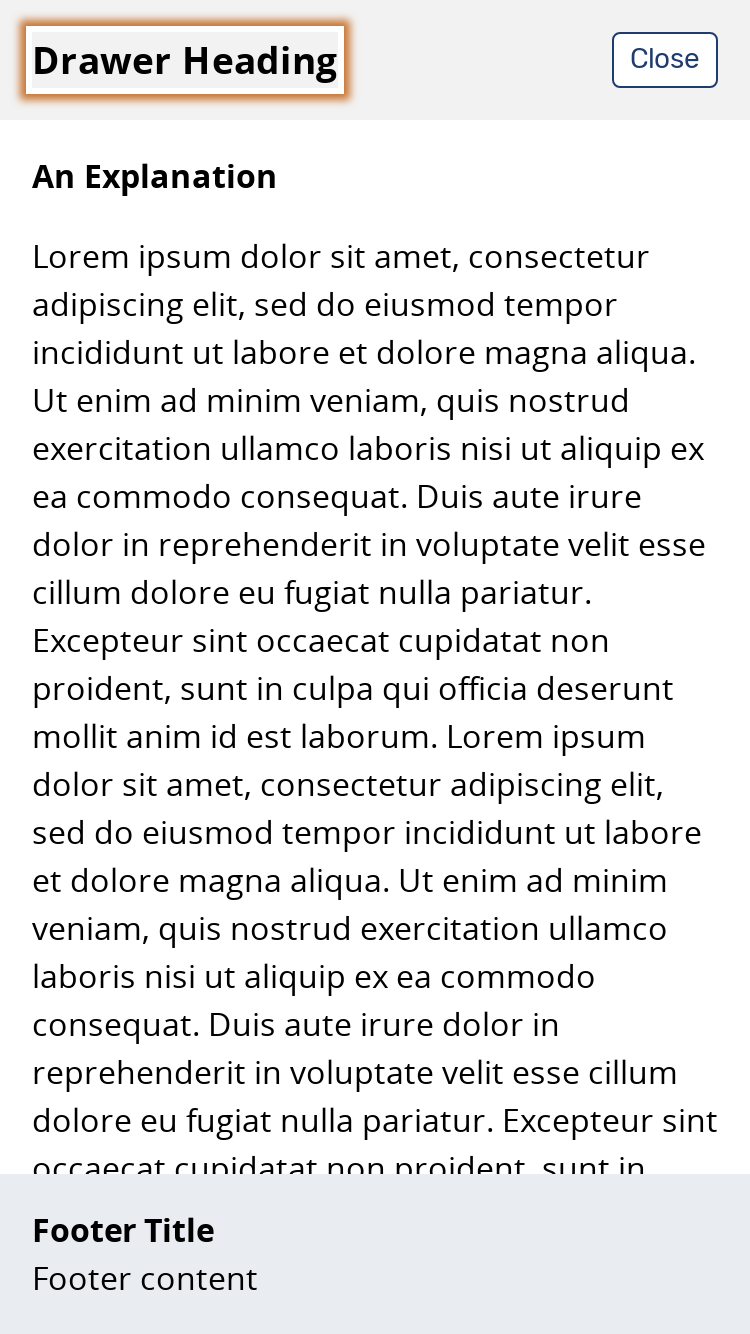 Drawer Heading
Close
An Explanation
Lorem ipsum dolor sit amet, consectetur
adipiscing elit, sed do eiusmod tempor
incididunt ut labore et dolore magna aliqua.
Ut enim ad minim veniam, quis nostrud
exercitation ullamco laboris nisi ut aliquip ex
ea commodo consequat. Duis aute irure
dolor in reprehenderit in voluptate velit esse
cillum dolore eu fugiat nulla pariatur.
Excepteur sint occaecat cupidatat non
proident, sunt in culpa qui officia deserunt
mollit anim id est laborum. Lorem ipsum
dolor sit amet, consectetur adipiscing elit,
sed do eiusmod tempor incididunt ut labore
et dolore magna aliqua. Ut enim ad minim
veniam, quis nostrud exercitation ullamco
laboris nisi ut aliquip ex ea commodo
consequat. Duis aute irure dolor in
reprehenderit in voluptate velit esse cillum
dolore eu fugiat nulla pariatur. Excepteur sint
occaecat cupidatat non proident, sunt in
Footer Title
Footer content